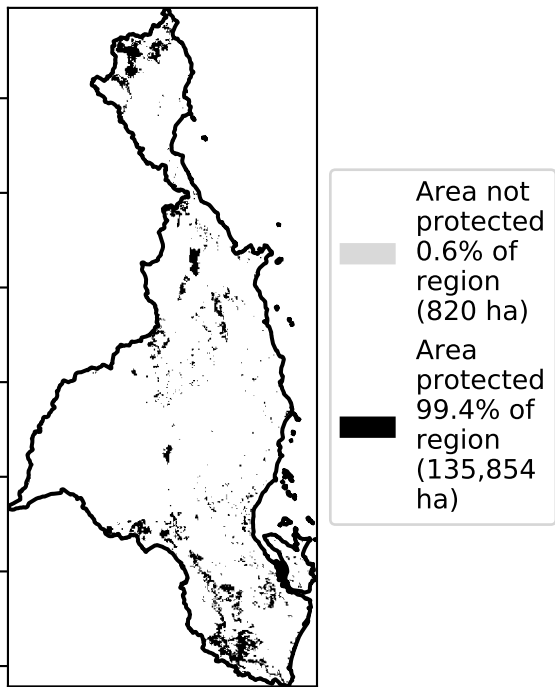 Area not
protected
0.6% of
region
(820 ha)
Area
protected
99.4% of
region
(135,854
ha)